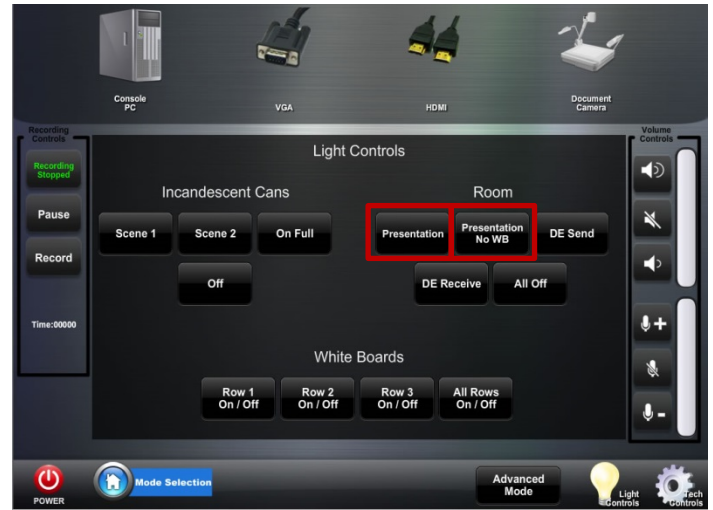 Console
PC
VGA
HDMI
Document
Camera
Recording
Controls
Recording
Stopped
Pause
Record
Time:00000
Light Controls
Incandescent Cans
Scene 1
Scene 2
On Full
Off
Room
Presentation
Presentation
No WB
DE Send
DE Receive
All Off
White Boards
Row 1
On / Off
Row 2
On / Off
Row 3
On / Off
All Rows
On / Off
Volume
Controls
POWER
Mode Selection
Advanced
Mode
Light
Controls
Tech
Controls